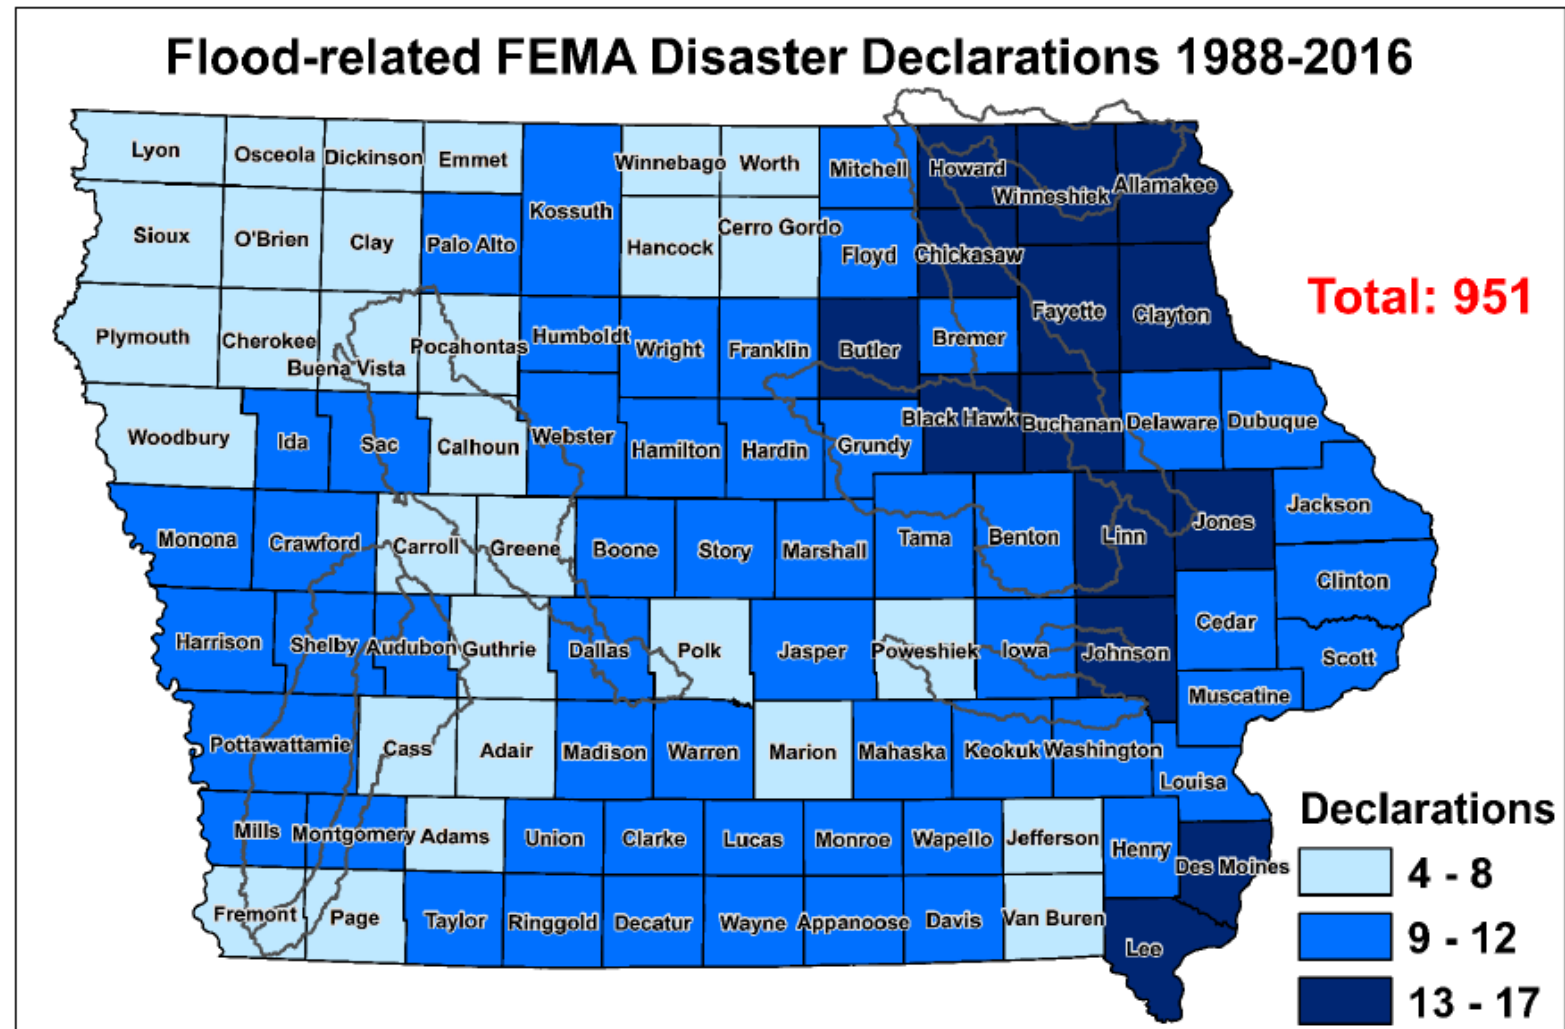 Flood-related FEMA Disaster Declarations 1988-2016
Lyon
Osceola
Dickinson
Emmet
Kossuth
Winnebago
Worth
Mitchell
Howard
Winneshiek
Allamakee
Sioux
O'Brien
Clay
Palo Alto
Hancock
Cerro Gordo
Floyd
Chickasaw
Total: 951
Plymouth
Cherokee
Buena Vista
Pocahontas
Humboldt
Wright
Franklin
Butler
Bremer
Fayette
Clayton
Woodbury
Ida
Sac
Calhoun
Webster
Hamilton
Hardin
Grundy
Black Hawk
Buchanan
Delaware
Dubuque
Monona
Crawford
Carroll
Greene
Boone
Story
Marshall
Tama
Benton
Linn
Jones
Jackson
Clinton
Harrison
Shelby
Audubon
Guthrie
Dallas
Polk
Jasper
Poweshiek
Iowa
Johnson
Cedar
Scott
Muscatine
Pottawattamie
Cass
Adair
Madison
Warren
Marion
Mahaska
Keokuk
Washington
Louisa
Mills
Montgomery
Adams
Union
Clarke
Lucas
Monroe
Wapello
Jefferson
Henry
Des Moines
Fremont
Page
Taylor
Ringgold
Decatur
Wayne
Appanoose
Davis
Van Buren
Lee
Declarations
4 - 8
9 - 12
13 - 17